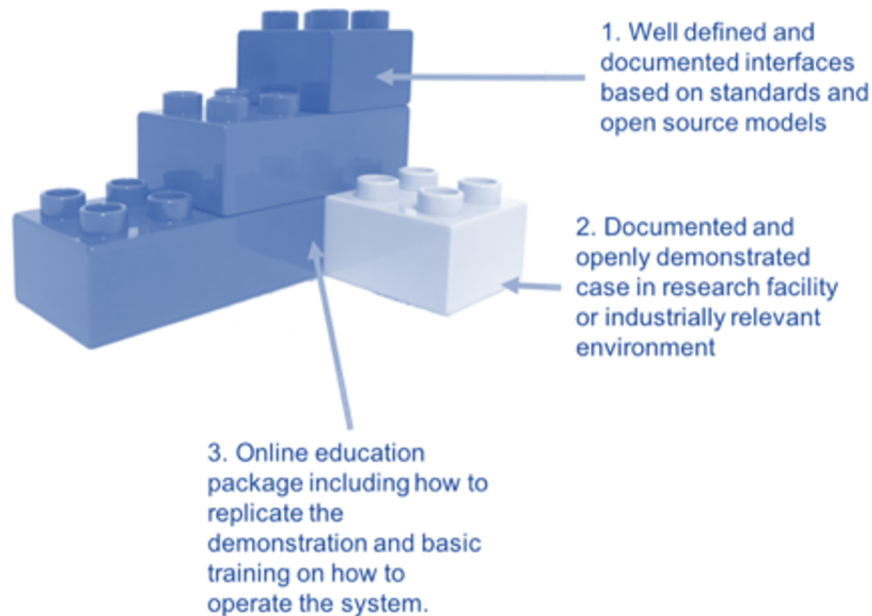 1. Well defined and
documented interfaces
based on standards and
open source models
2. Documented and
openly demonstrated
case in research facility
or industrially relevant
environment
3. Online education
package including how to
replicate the
demonstration and basic
training on how to
operate the system.